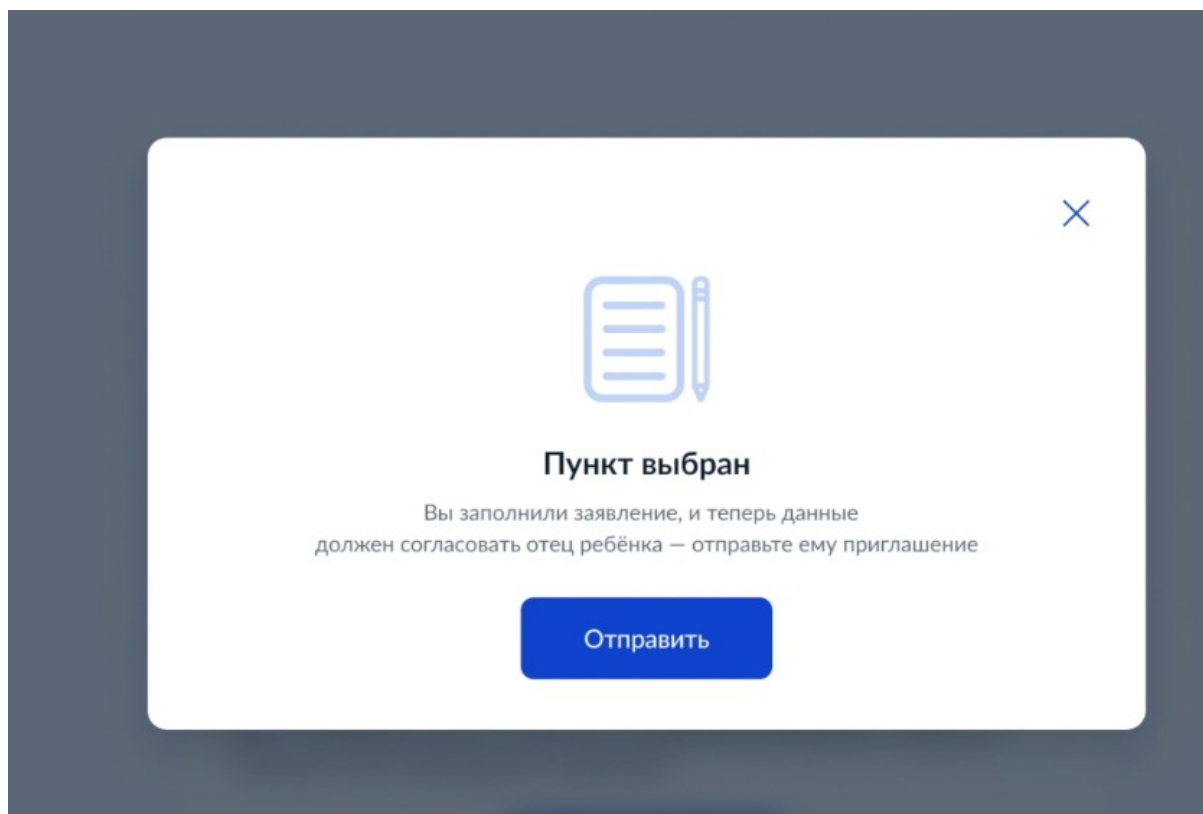 Пункт выбран
Вы заполнили заявление, и теперь данные
должен согласовать отец ребёнка — отправьте ему приглашение
Отправить